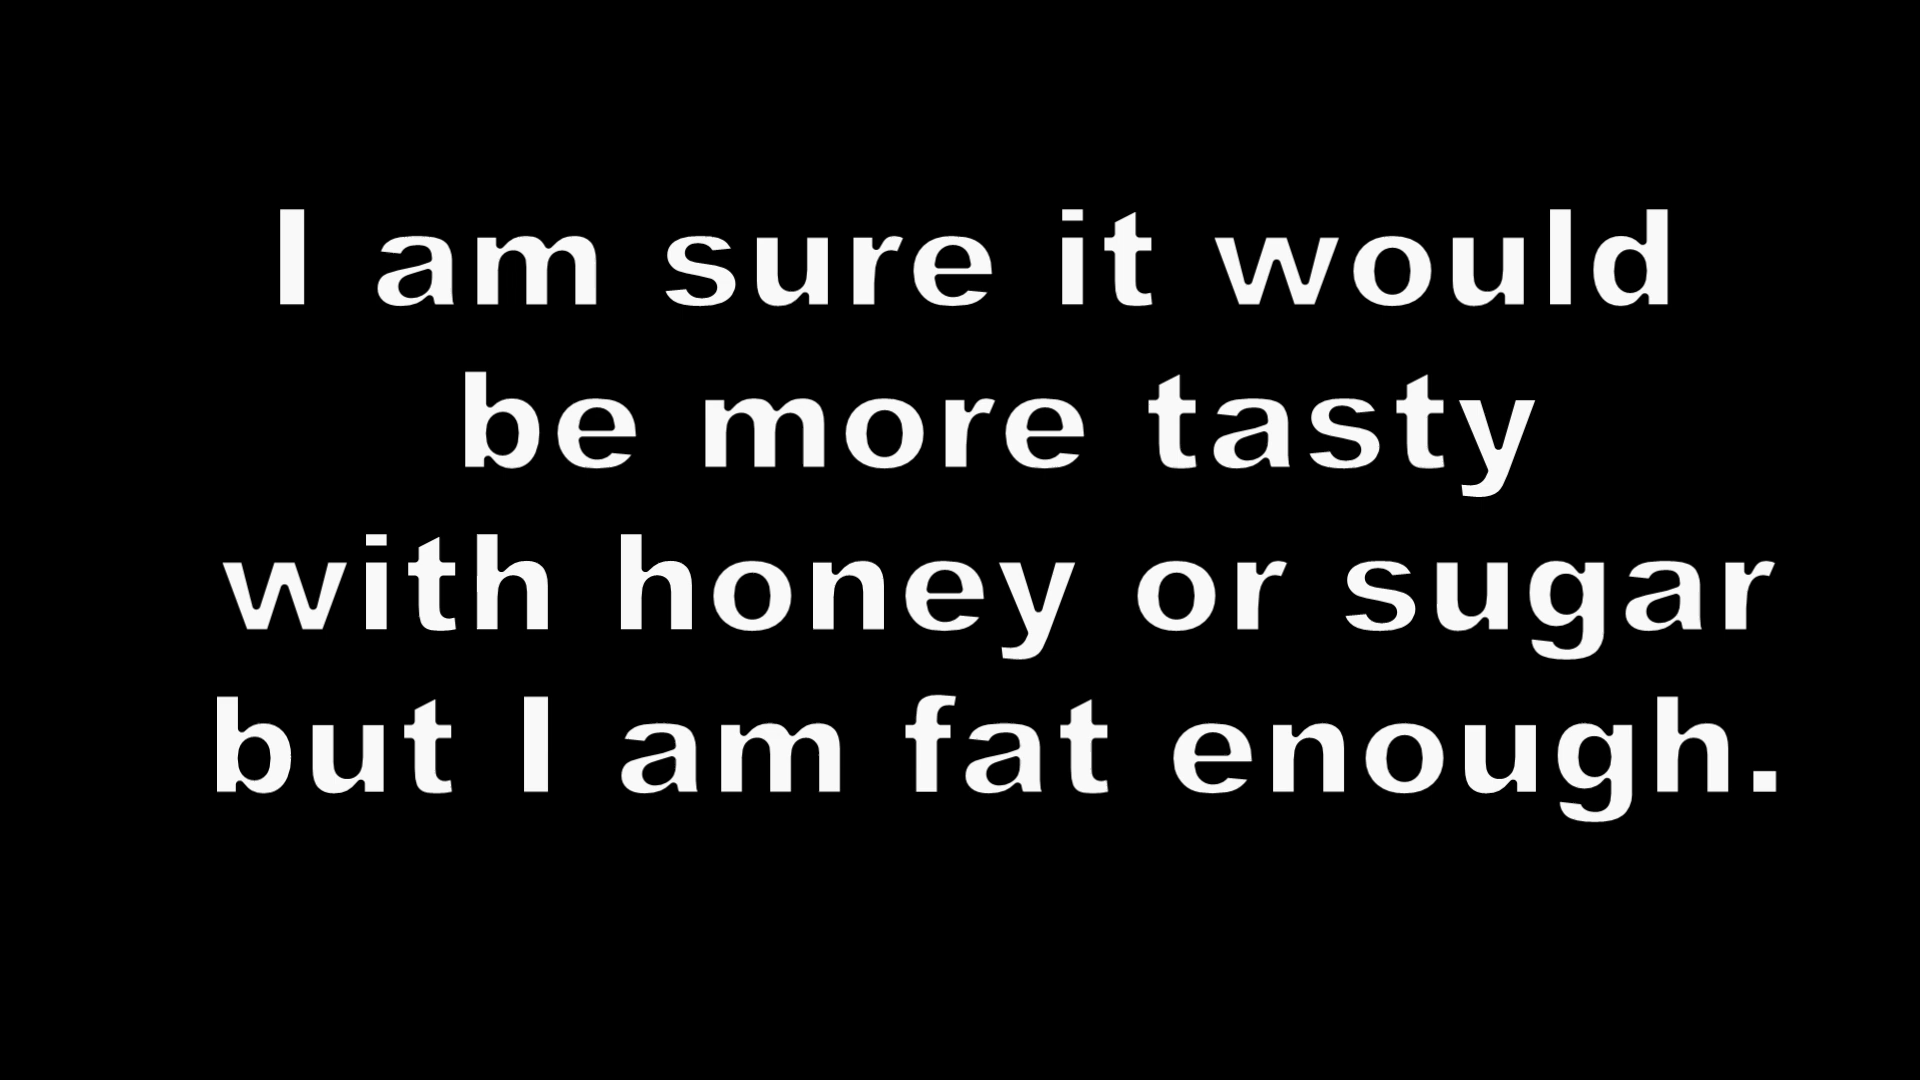 I am sure it would
be more tasty
with honey or sugar
but I am fat enough.